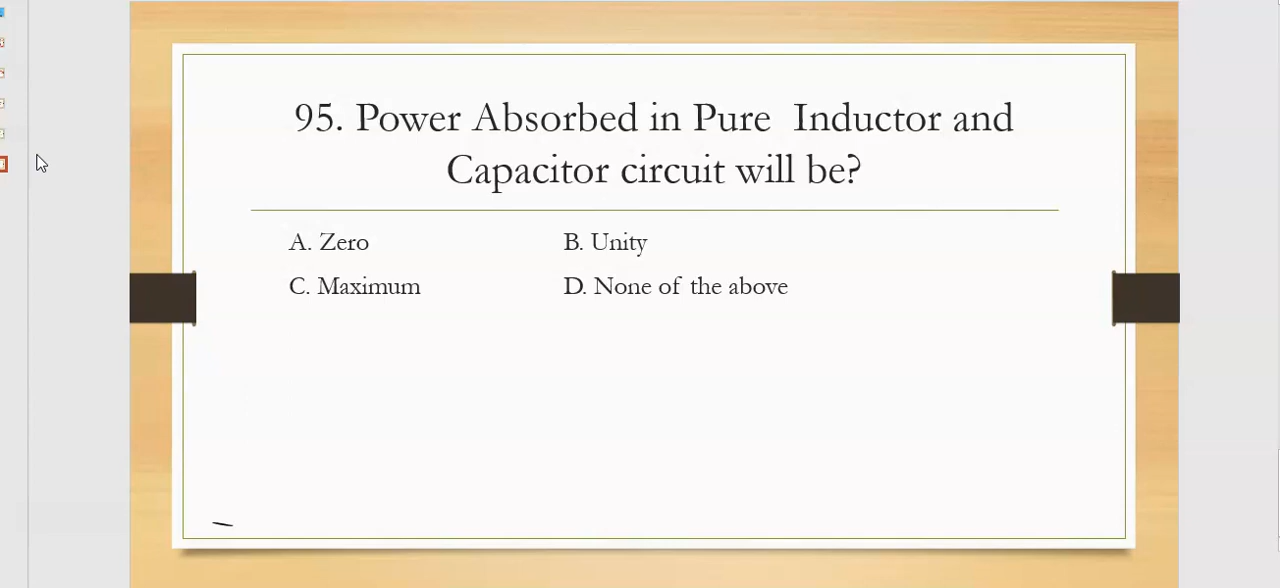 95. Power Absorbed in Pure  Inductor and
Capacitor circuit will be?
A. Zero B. Unity
C. Maximum D. None of the above